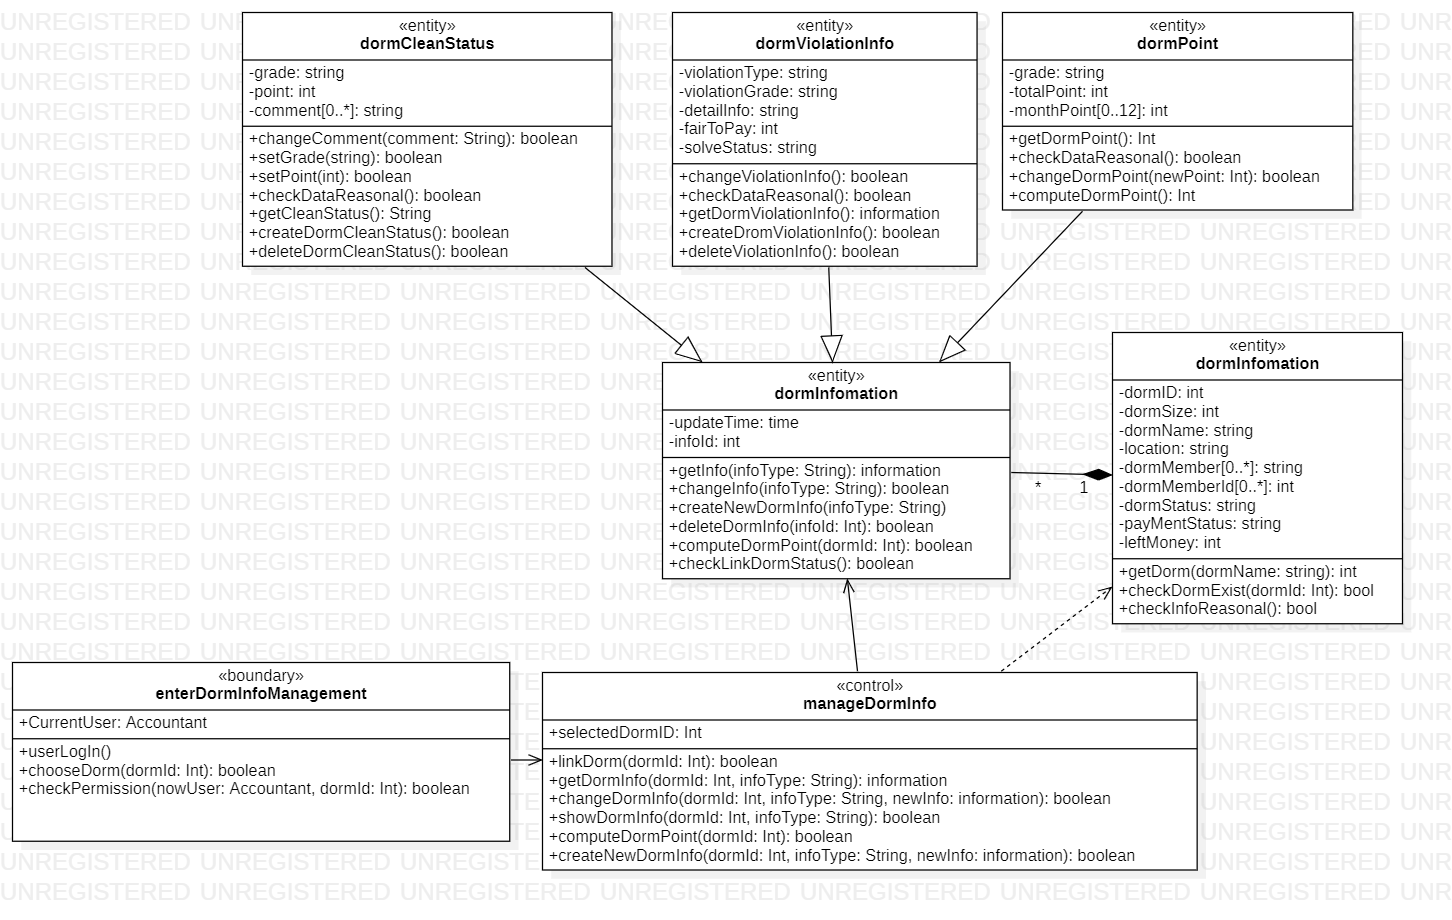 «entity»
dormCleanStatus
-grade: string
-point: int
-comment[0..*]: string
+changeComment(comment: String): boolean
+setGrade(string): boolean
+setPoint(int): boolean
+checkDataReasonal(): boolean
+getCleanStatus(): String
+createDormCleanStatus(): boolean
+deleteDormCleanStatus(): boolean
«entity»
dormViolationInfo
-violationType: string
-violationGrade: string
-detailInfo: string
-fairToPay: int
-solveStatus: string
+changeViolationInfo(): boolean
+checkDataReasonal(): boolean
+getDormViolationInfo(): information
+createDromViolationInfo(): boolean
+deleteViolationInfo(): boolean
«entity»
dormPoint
-grade: string
-totalPoint: int
-monthPoint[0..12]: int
+getDormPoint(): Int
+checkDataReasonal(): boolean
+changeDormPoint(newPoint: Int): boolean
+computeDormPoint(): Int
«entity»
dormInfomation
-updateTime: time
-infoId: int
+getInfo(infoType: String): information
+changeInfo(infoType: String): boolean
+createNewDormInfo(infoType: String)
+deleteDormInfo(infoId: Int): boolean
+computeDormPoint(dormId: Int): boolean
+checkLinkDormStatus(): boolean
*
1
«entity»
dormInfomation
-dormID: int
-dormSize: int
-dormName: string
-location: string
-dormMember[0..*]: string
-dormMemberId[0..*]: int
-dormStatus: string
-payMentStatus: string
-leftMoney: int
+getDorm(dormName: string): int
+checkDormExist(dormId: Int): bool
+checkInfoReasonal(): bool
«boundary»
enterDormInfoManagement
+CurrentUser: Accountant
+userLogIn()
+chooseDorm(dormId: Int): boolean
+checkPermission(nowUser: Accountant, dormId: Int): boolean
«control»
manageDormInfo
+selectedDormID: Int
+linkDorm(dormId: Int): boolean
+getDormInfo(dormId: Int, infoType: String): information
+changeDormInfo(dormId: Int, infoType: String, newInfo: information): boolean
+showDormInfo(dormId: Int, infoType: String): boolean
+computeDormPoint(dormId: Int): boolean
+createNewDormInfo(dormId: Int, infoType: String, newInfo: information): boolean
UNREGISTERED UNREGISTERED UNREGISTERED UNREGISTERED UNREGISTERED UNREGISTERED UNREGISTERED